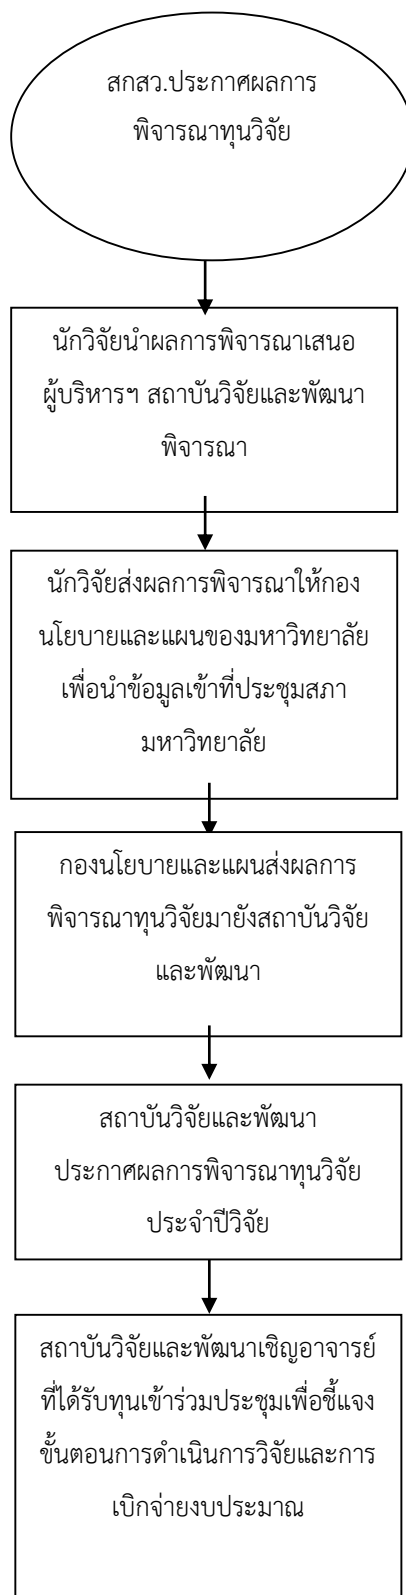 สกสว.ประกาศผลการ
พิจารณาทุนวิจัย
นักวิจัยนำผลการพิจารณาเสนอ
ผู้บริหารฯ สถาบันวิจัยและพัฒนา
พิจารณา
นักวิจัยส่งผลการพิจารณาให้กอง
นโยบายและแผนของมหาวิทยาลัย
เพื่อนำข้อมูลเข้าที่ประชุมสภา
มหาวิทยาลัย
กองนโยบายและแผนส่งผลการ
พิจารณาทุนวิจัยมายังสถาบันวิจัย
และพัฒนา
สถาบันวิจัยและพัฒนา
ประกาศผลการพิจารณาทุนวิจัย
ประจำปีวิจัย
สถาบันวิจัยและพัฒนาเชิญอาจารย์
ที่ได้รับทุนเข้าร่วมประชุมเพื่อชี้แจง
ขั้นตอนการดำเนินการวิจัยและการ
เบิกจ่ายงบประมาณ